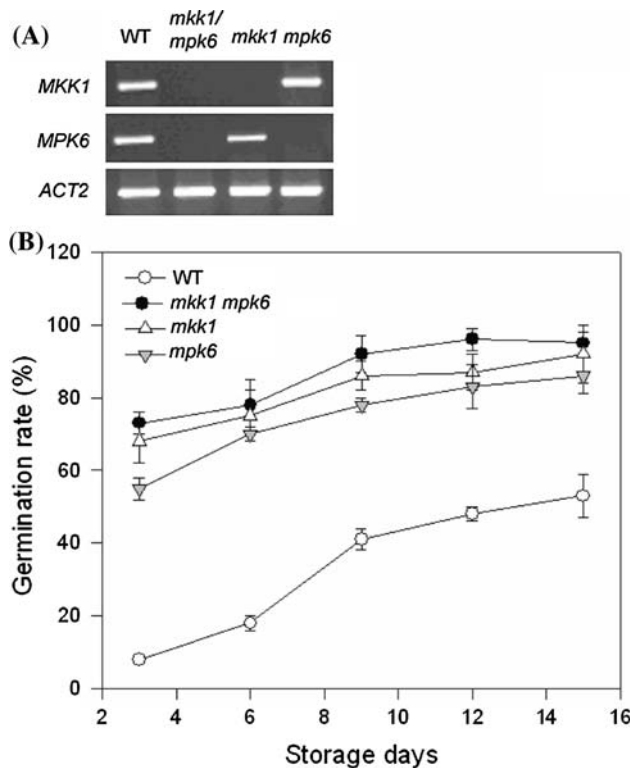 (A)
WT mkk1/ mkk1 mpk6
mpk6
MKK1
MPK6
ACT2
(B)
120
100
80
60
40
20
0
Germination rate (%)
WT
mkk1 mpk6
mkk1
mpk6
2 4 6 8 10 12 14 16
Storage days